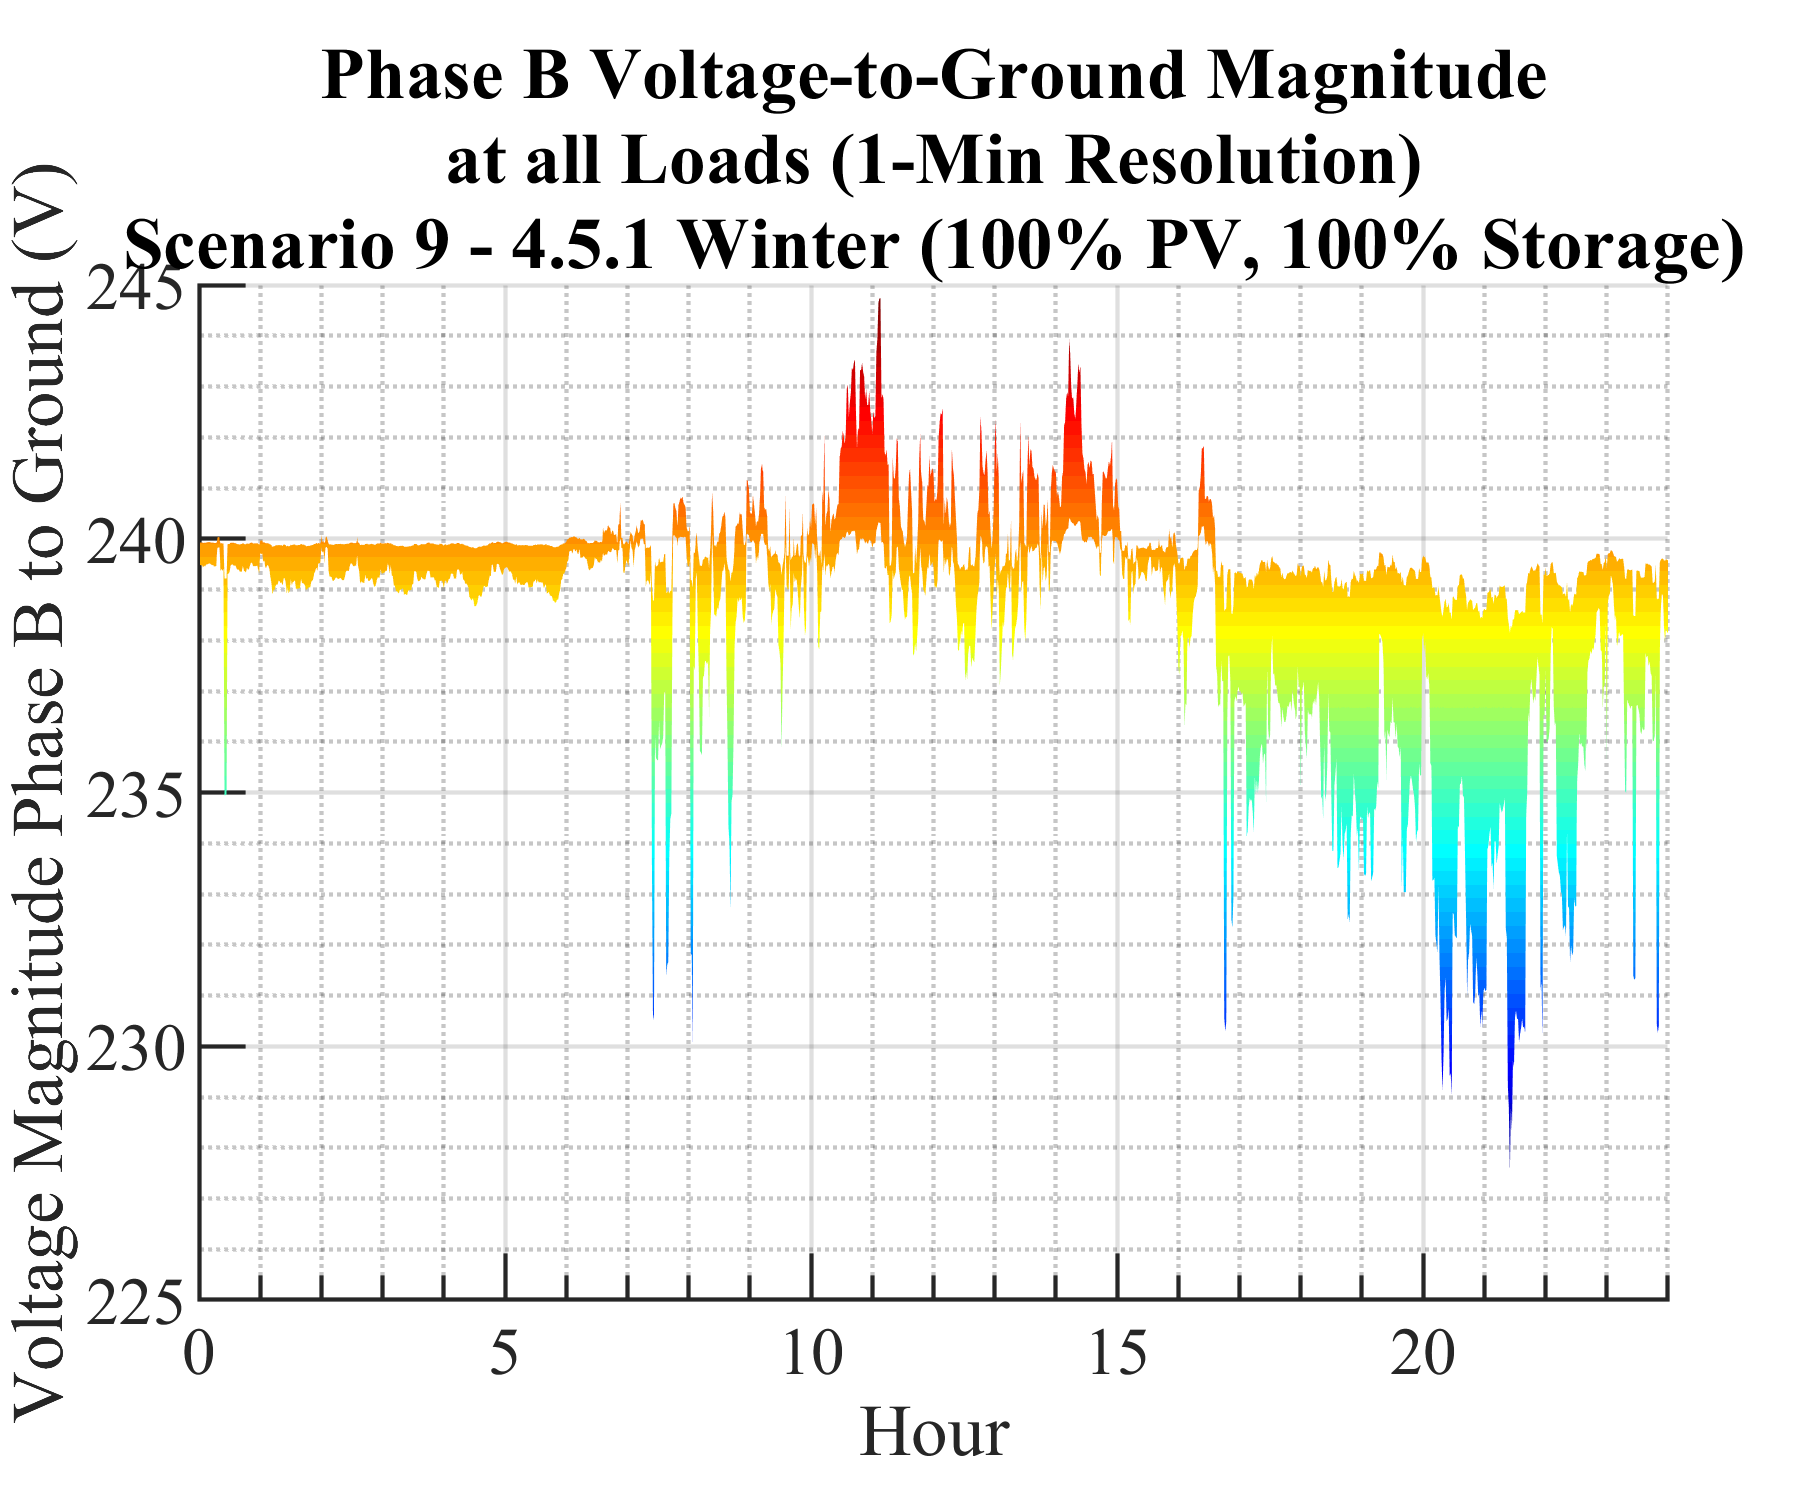 Phase B Voltage-to-Ground Magnitude
at all Loads (1-Min Resolution)
Scenario 9 - 4.5.1 Winter (100% PV, 100% Storage)
Voltage Magnitude Phase B to Ground (V)
245
240
235
230
225
0 5 10 15 20
Hour